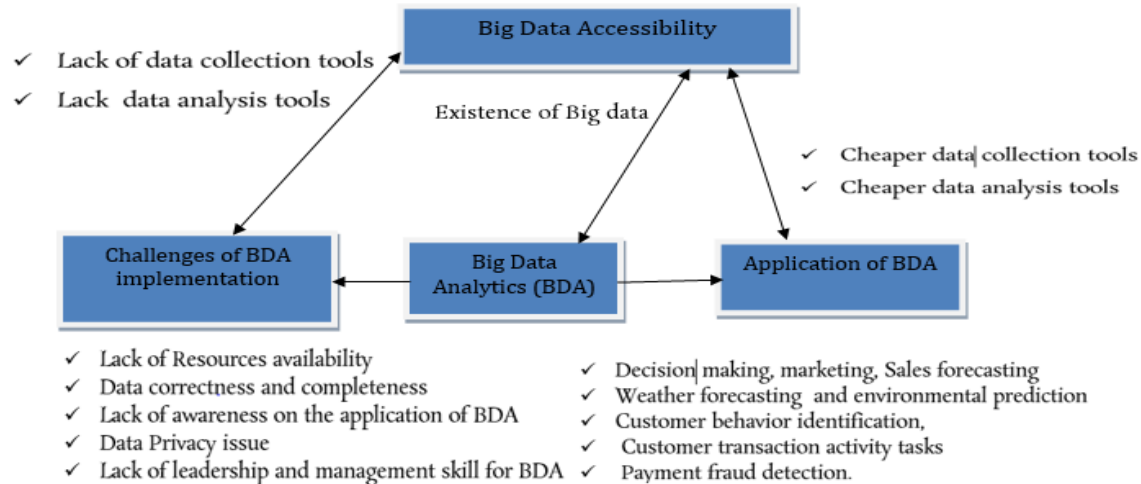 Big Data Accessibility
✓ Lack of data collection tools
✓ Lack data analysis tools
Existence of Big data
✓ Cheaper data collection tools
✓ Cheaper data analysis tools
Challenges of BDA
implementation
Big Data
Analytics (BDA)
Application of BDA
✓ Lack of Resources availability
✓ Data correctness and completeness
✓ Lack of awareness on the application of BDA
✓ Data Privacy issue
✓ Lack of leadership and management skill for BDA
✓ Decision making, marketing, Sales forecasting
✓ Weather forecasting and environmental prediction
✓ Customer behavior identification,
✓ Customer transaction activity tasks
✓ Payment fraud detection.